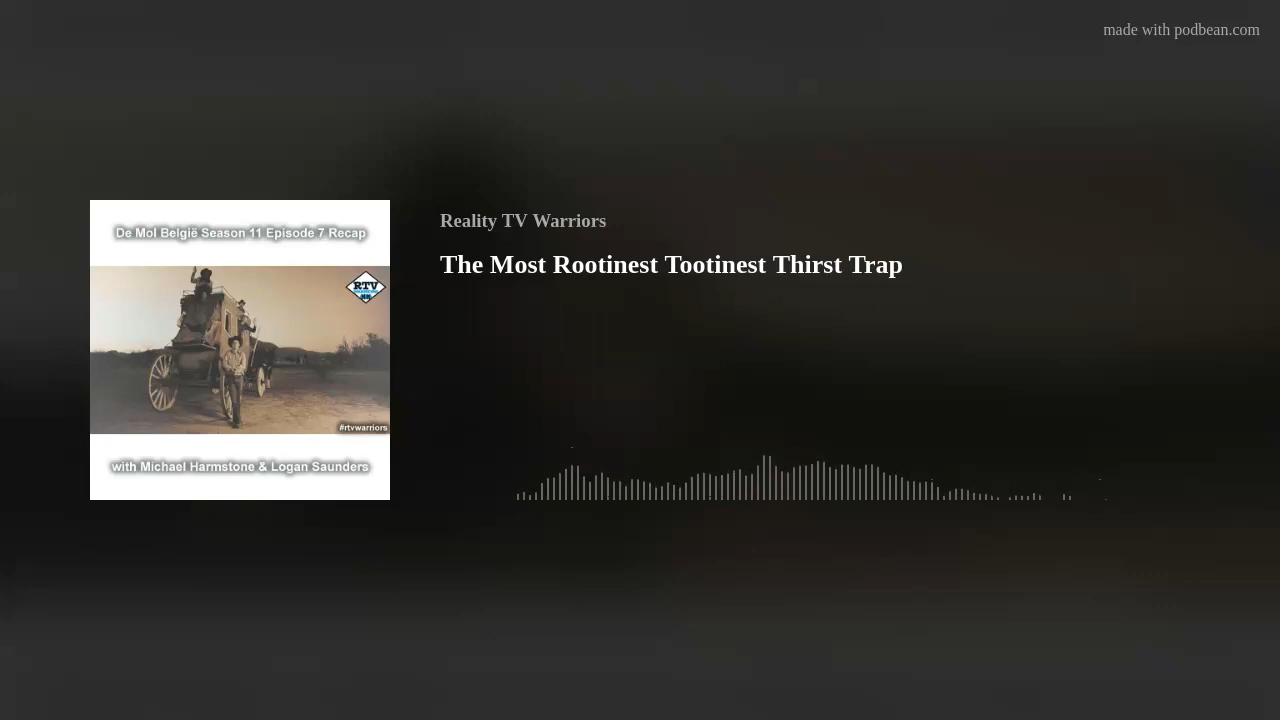 made with podbean.com
De Mol België Season 11 Episode 7 Recap
RTV
#rtvwarriors
with Michael Harmstone & Logan Saunders
Reality TV Warriors
The Most Rootinest Tootinest Thirst Trap